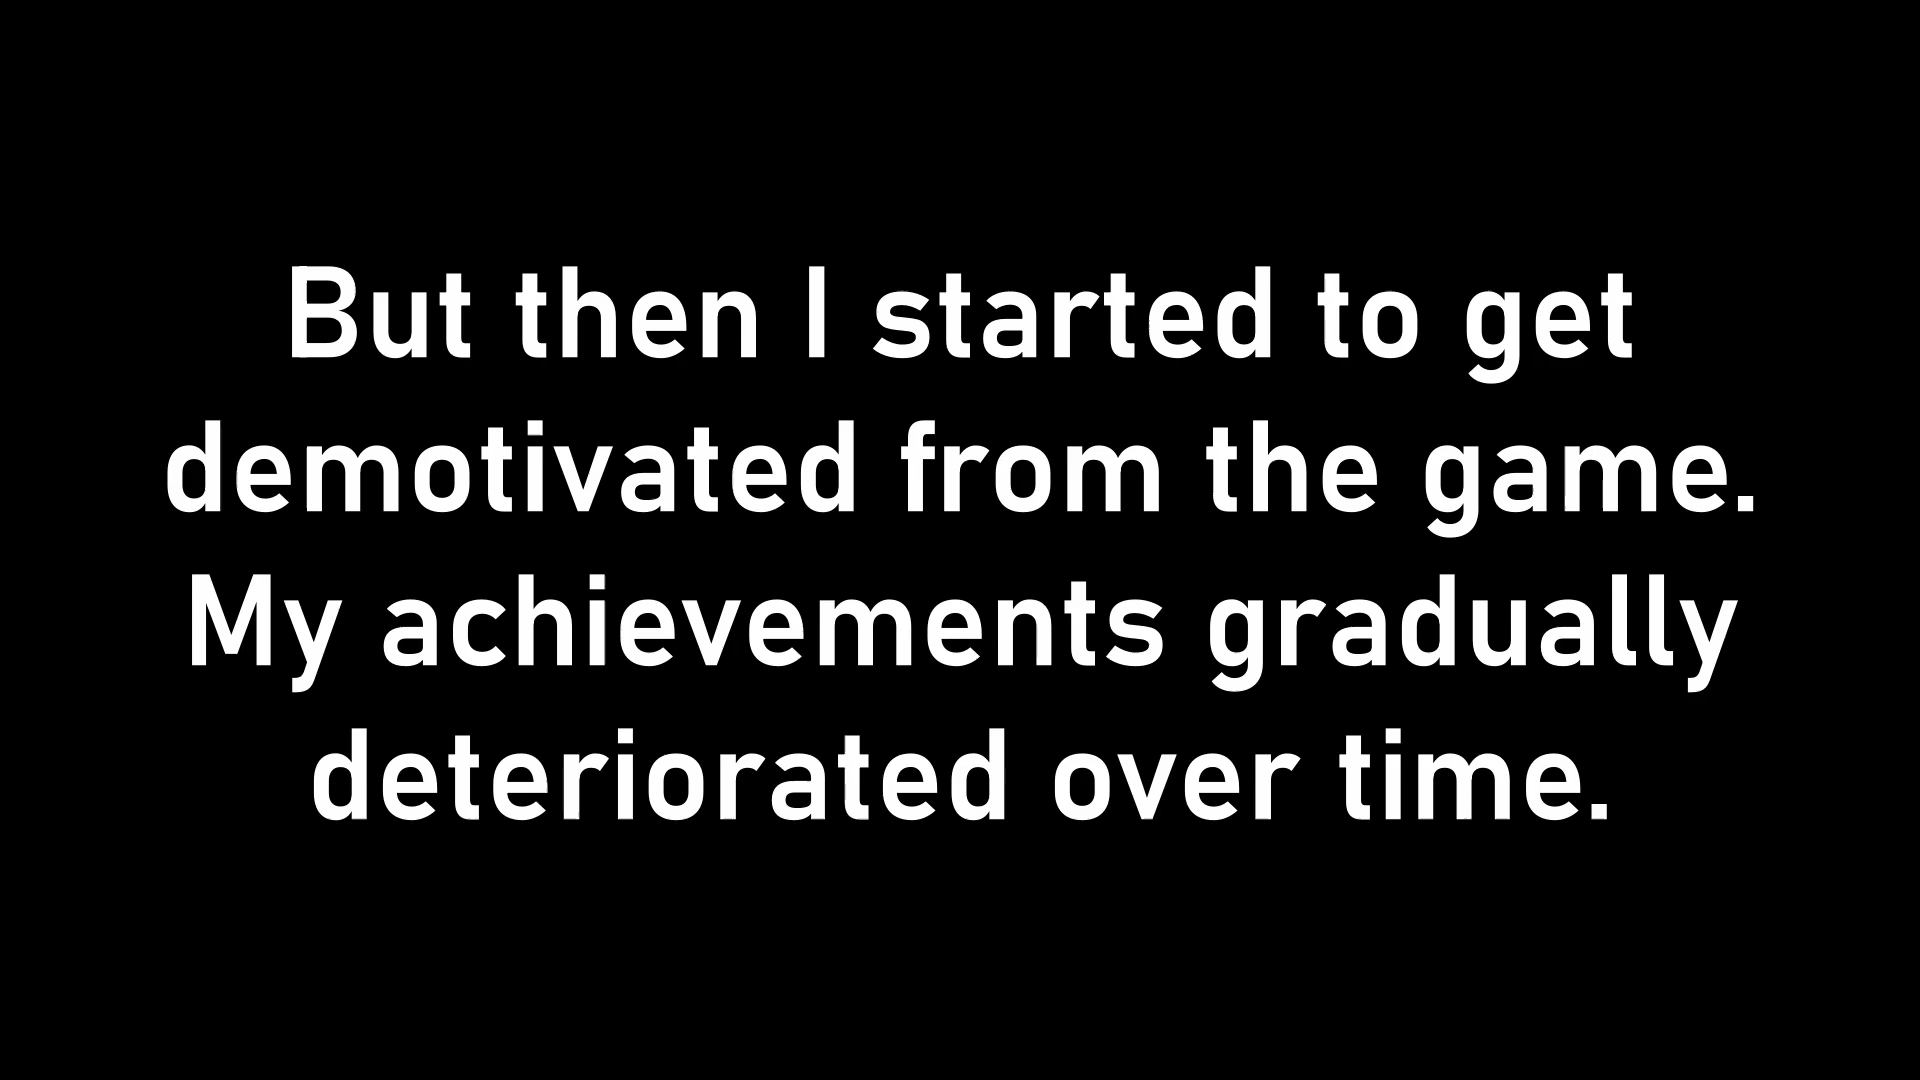 But then I started to get
demotivated from the game.
My achievements gradually
deteriorated over time.